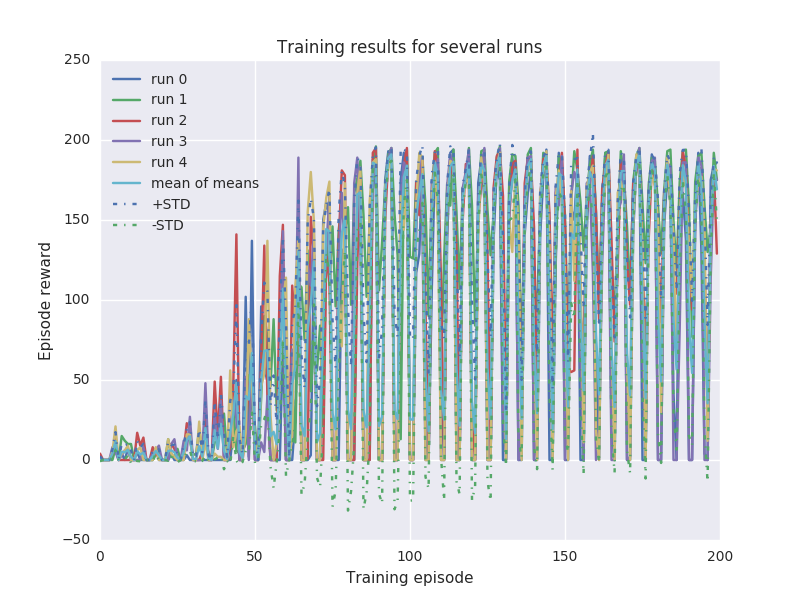 Training results for several runs
250
200
150
100
50
0
−50
run 0
run 1
run 2
run 3
run 4
mean of means
+STD
-STD
Episode reward
0 50 100 150 200
Training episode